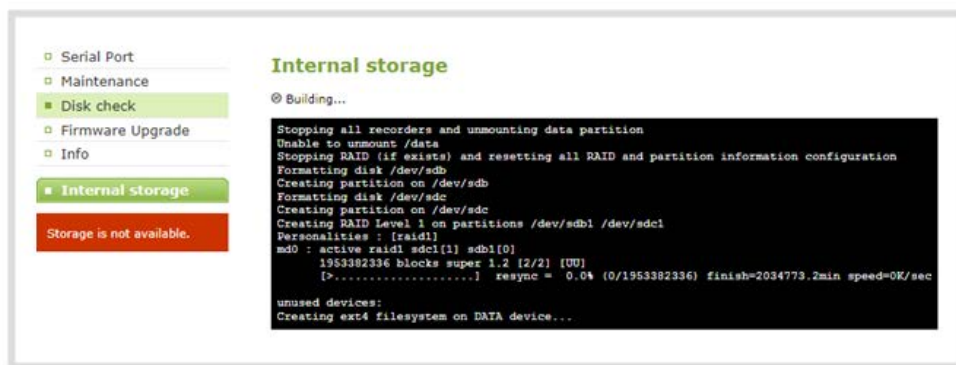 Serial Port
Maintenance
Disk check
Firmware Upgrade
Info
Internal storage
Storage is not available.
Internal storage
Building...
Stopping all recorders and unmounting data partition
Unable to unmount /data
Stopping RAID (if exists) and resetting all RAID and partition information configuration
Formatting disk /dev/sdb
Creating partition on /dev/sdb
Formatting disk /dev/sdc
Creating partition on /dev/sdc
Creating RAID Level 1 on partitions /dev/sdb1 /dev/sdc1
Personalities : [raid1]
md0 : active raid1 sdc1[1] sdb1[0]
1953382336 blocks super 1.2 [2/2] [UU]
[>....................] resync = 0.0% (0/1953382336) finish=2034773.2min speed=0K/sec
unused devices:
Creating ext4 filesystem on DATA device...